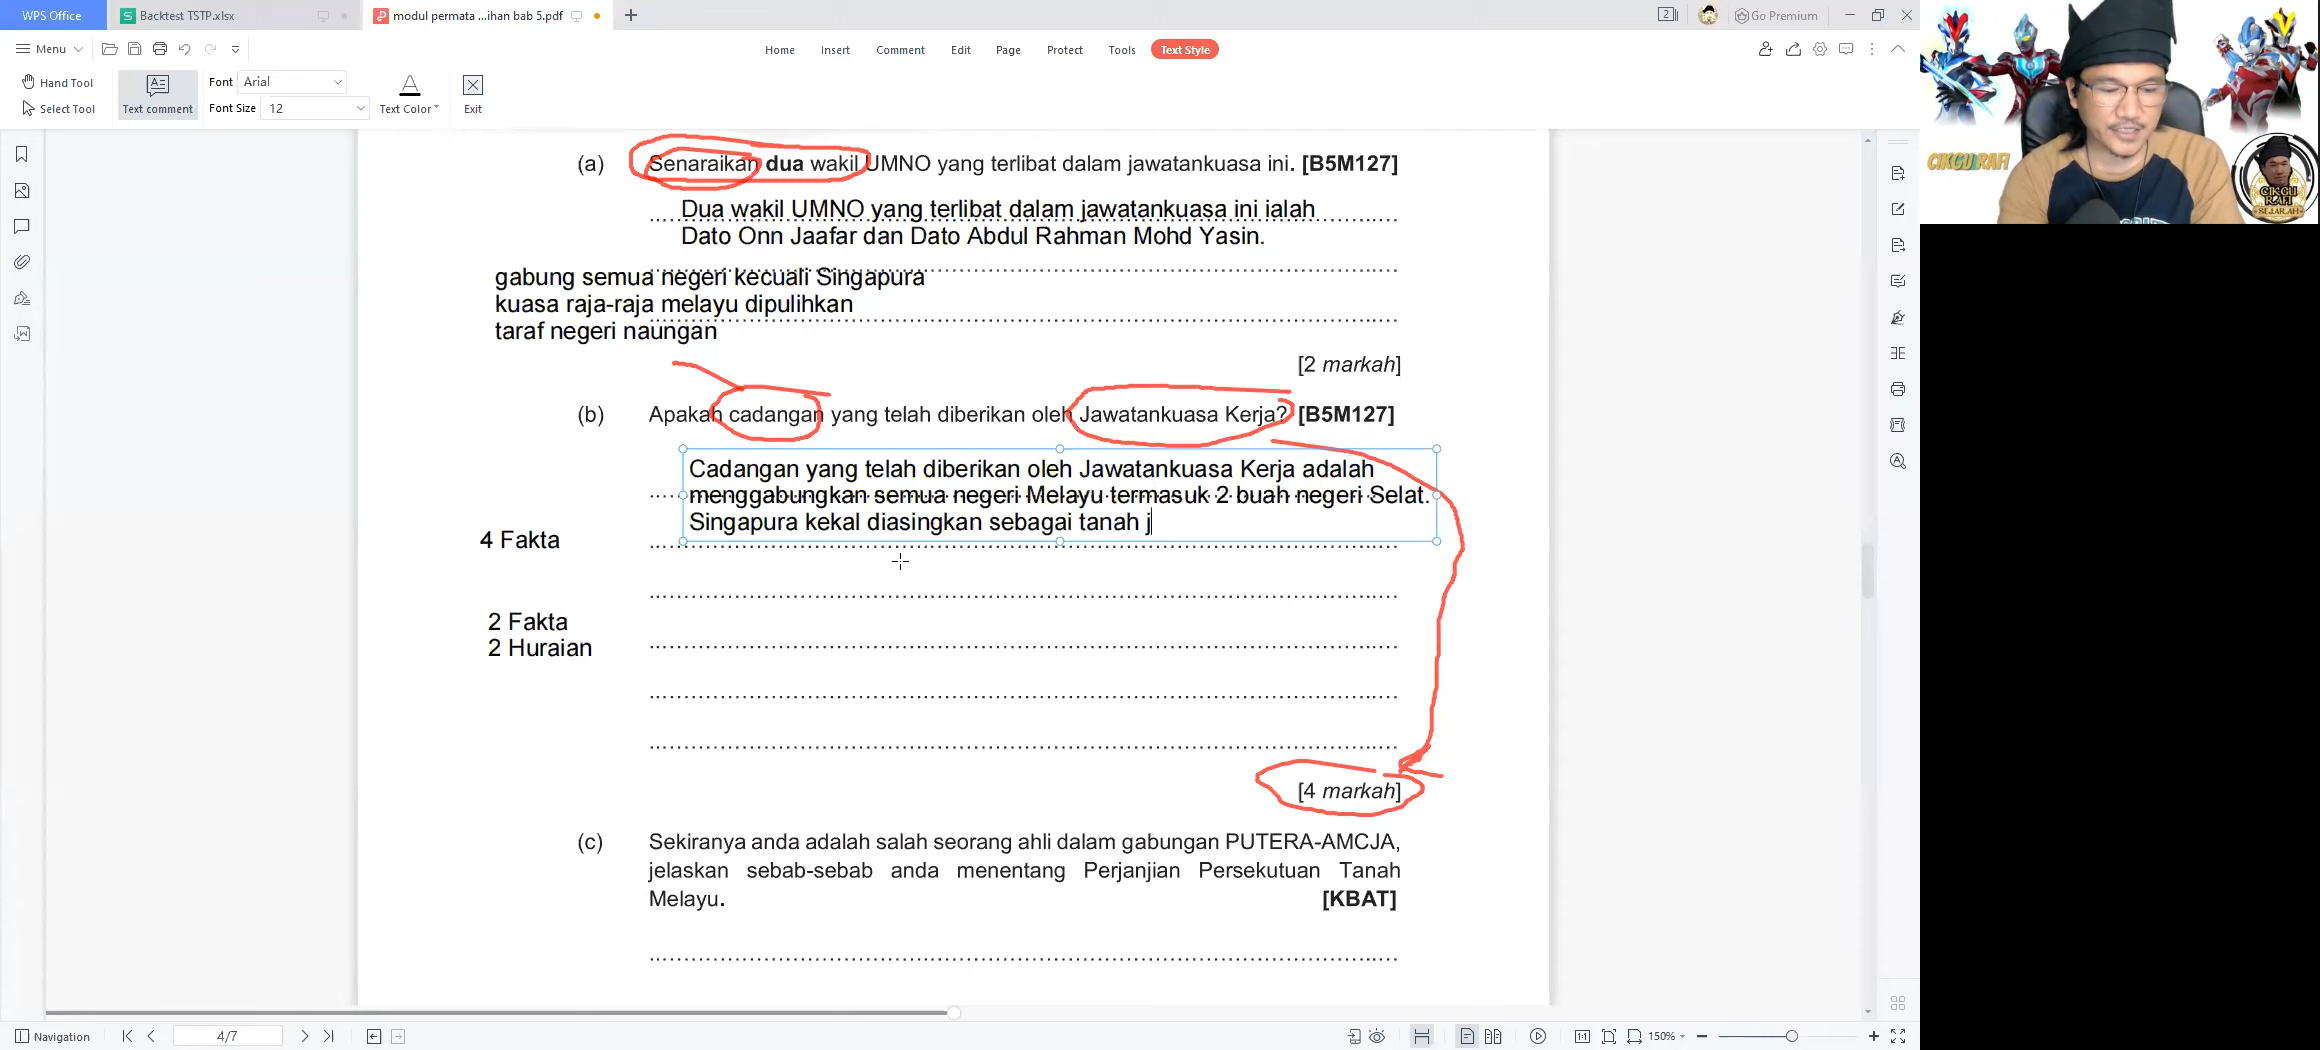 WPS Office
Backtest TSTP.xlsx
modul permata ...ihan bab 5.pdf
Go Premium
Menu
Home
Insert
Comment
Edit
Page
Protect
Tools
Text Style
Hand Tool
Select Tool
Text comment
Font Arial
Font Size 12
Text Color
Exit
CIKGU RAFI
CIKGU
RAFI
SEJARAH
(a) Senaraikan dua wakil UMNO yang terlibat dalam jawatankuasa ini. [B5M127]
Dua wakil UMNO yang terlibat dalam jawatankuasa ini ialah
Dato Onn Jaafar dan Dato Abdul Rahman Mohd Yasin.
gabung semua negeri kecuali Singapura
kuasa raja-raja melayu dipulihkan
taraf negeri naungan
[2 markah]
(b) Apakah cadangan yang telah diberikan oleh Jawatankuasa Kerja? [B5M127]
Cadangan yang telah diberikan oleh Jawatankuasa Kerja adalah
menggabungkan semua negeri Melayu termasuk 2 buah negeri Selat.
Singapura kekal diasingkan sebagai tanah j
4 Fakta
2 Fakta
2 Huraian
[4 markah]
(c) Sekiranya anda adalah salah seorang ahli dalam gabungan PUTERA-AMCJA,
jelaskan sebab-sebab anda menentang Perjanjian Persekutuan Tanah
Melayu. [KBAT]
Navigation
4/7
150%